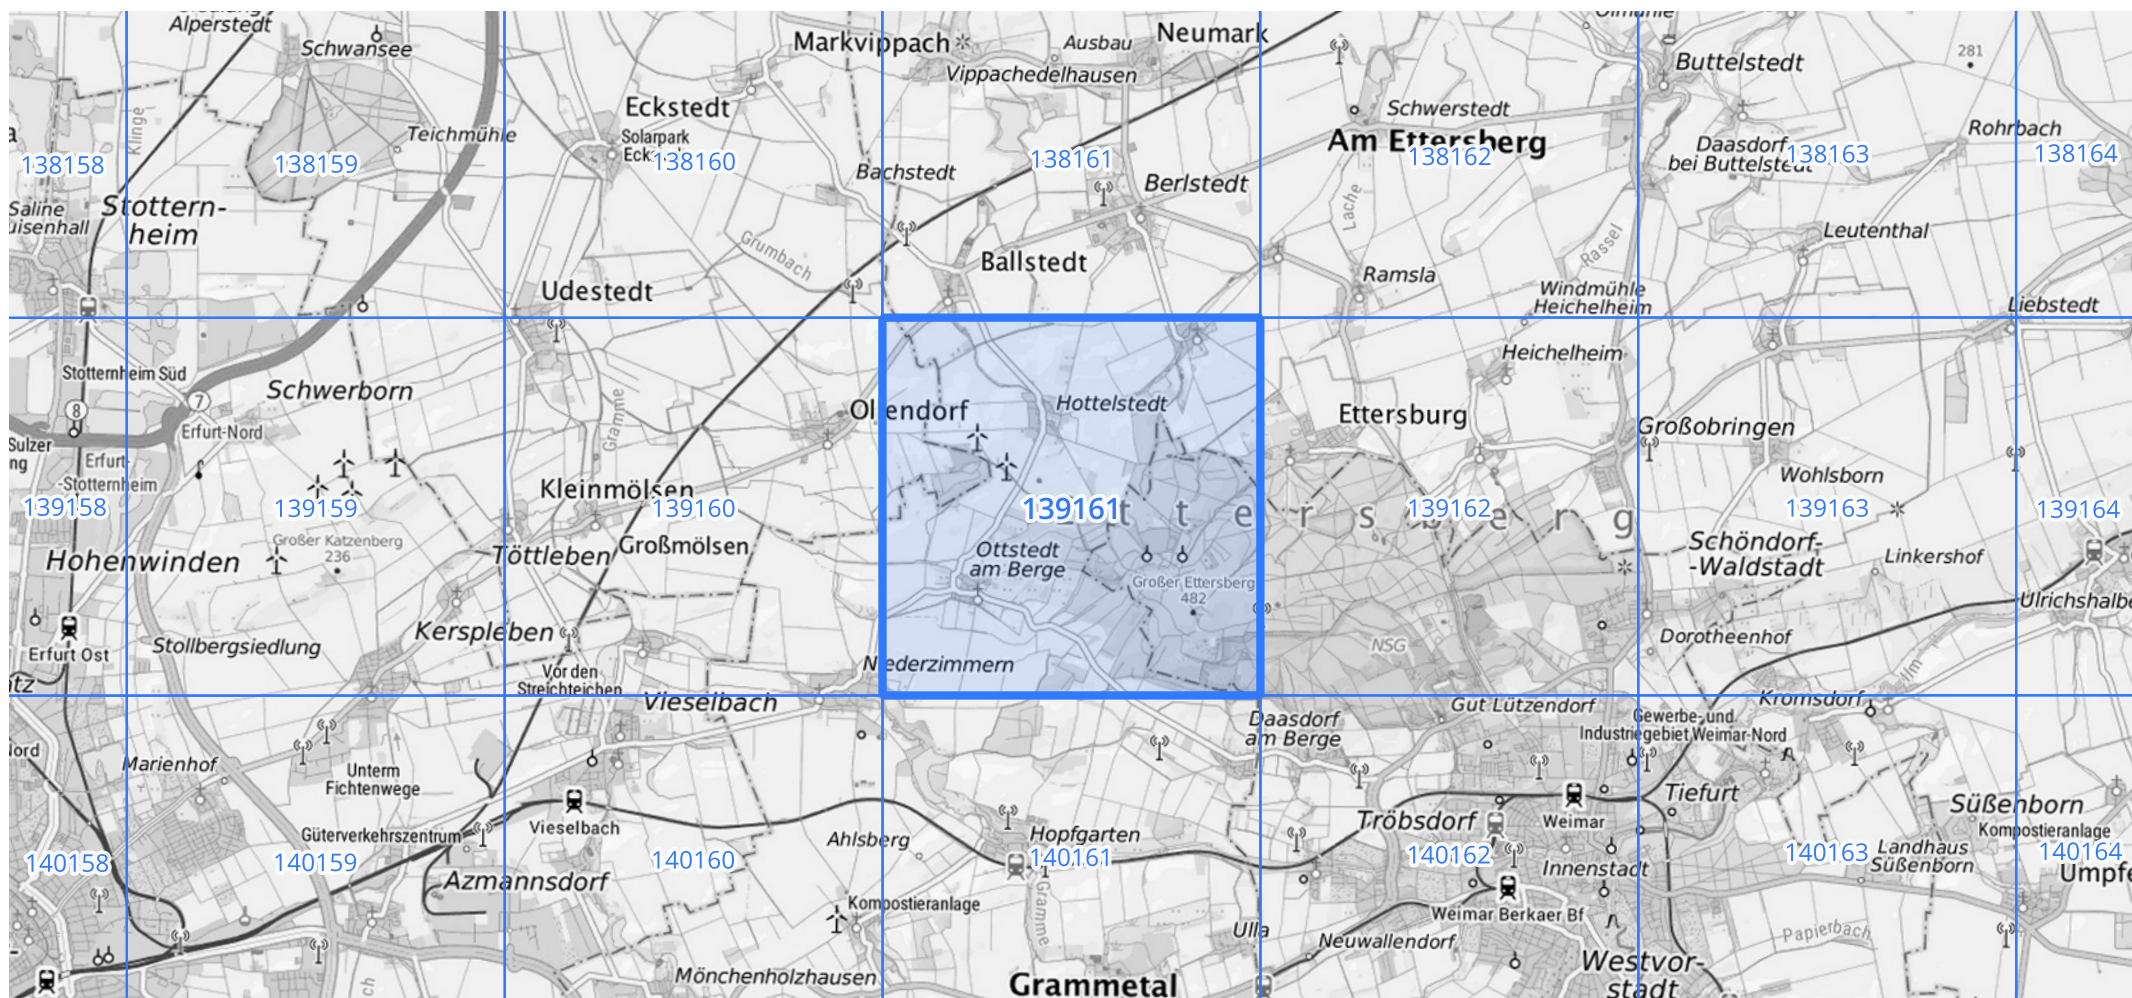 Alperstedt
Schwansee
Markvippach
Ausbau
Neumark
Vippachedelhausen
Buttelstedt
281
Eckstedt
Solarpark
Klinge
Teichmühle
Schwerstedt
Am Ettersberg
Daasdorf
bei Buttelstedt
Rohrbach
138158
138159
138160
138161
138162
138163
138164
Bachstedt
Berlstedt
Saline
Stottern-
heim
Lache
Grumbach
Ballstedt
Rassel
Leutenthal
Udestedt
Ramsla
Windmühle
Heichelheim
Liebstedt
Stotternheim Süd
Schwerborn
7
8
Erfurt-Nord
Gramme
Ollendorf
Hottelstedt
Ettersburg
Heichelheim
Großobringen
Erfurt-
-Stotternheim
Wohlsborn
Kleinmölsen
139158
139159
139160
139161
139162
139163
139164
t t e r s b e r g
Großer Katzenberg
236
Hohenwinden
Töttleben
Großmölsen
Ottstedt
am Berge
Großer Ettersberg
482
Schöndorf-
-Waldstadt
Linkershof
Kerspleben
Stollbergsiedlung
Erfurt Ost
Vor den
Streichteichen
Niederzimmern
NSG
Dorotheenhof
Ilm
Vieselbach
Gut Lützendorf
Kromsdorf
Daasdorf
am Berge
Gewerbe- und
Industriegebiet Weimar-Nord
Marienhof
Unterm
Fichtenwege
Güterverkehrszentrum
Vieselbach
Ahlsberg
Hopfgarten
Tröbsdorf
Weimar
Tiefurt
Süßenborn
Kompostieranlage
140158
140159
140160
140161
140162
140163
140164
Innenstadt
Landhaus
Süßenborn
Azmannsdorf
Kompostieranlage
Gramme
Weimar Berkaer Bf
Ulla
Neuwallendorf
Papierbach
Mönchenholzhausen
Grammetal
Westvor-
stadt